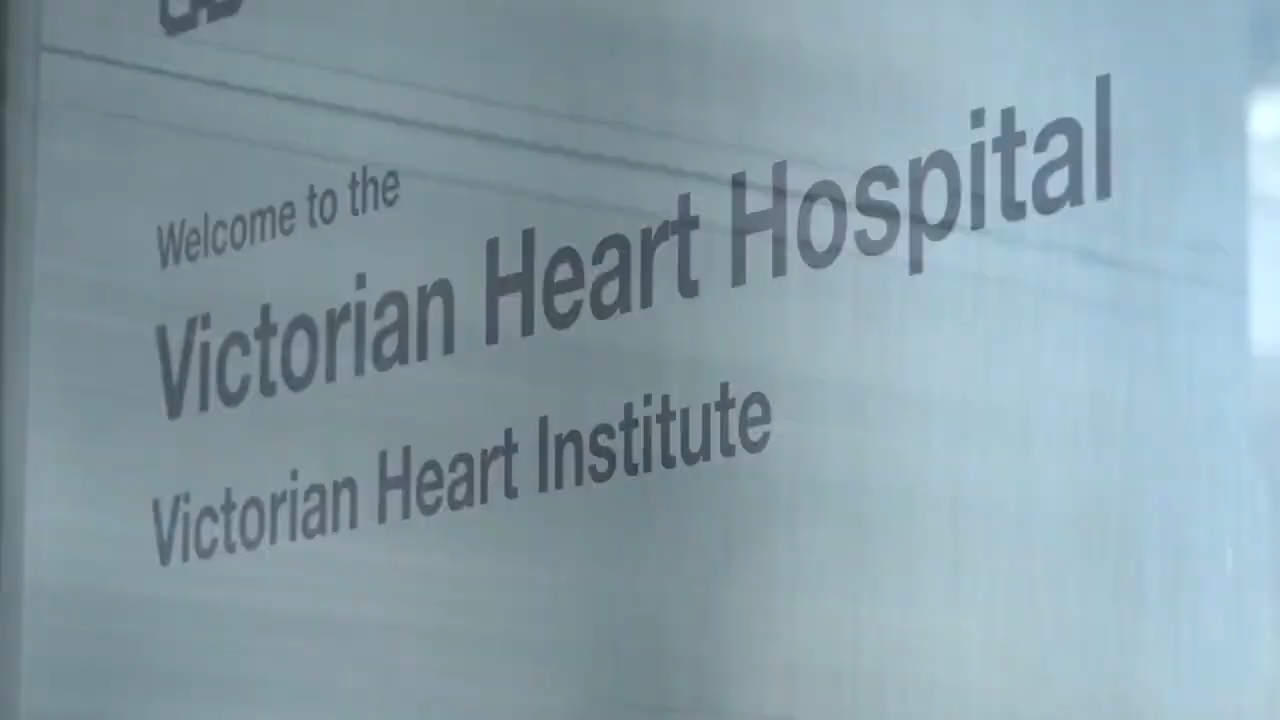 Welcome to the
Victorian Heart Hospital
Victorian Heart Institute